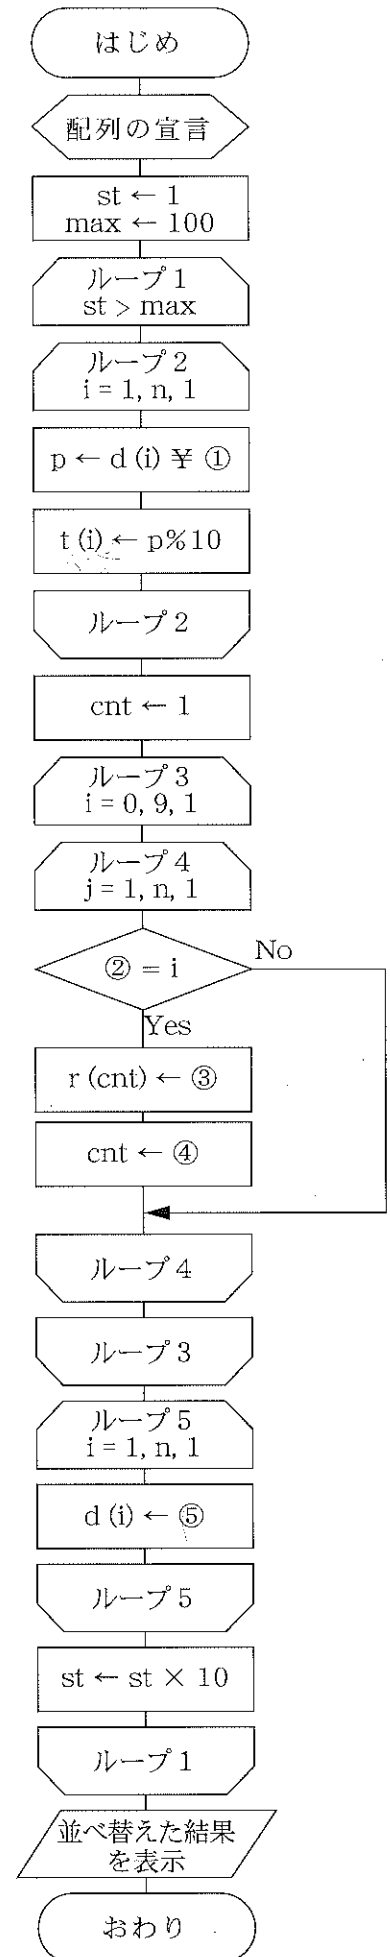 はじめ
配列の宣言
st ← 1
max ← 100
ループ1
st > max
ループ2
i = 1, n, 1
p ← d (i) ¥ ①
t (i) ← p%10
ループ2
cnt ← 1
ループ3
i = 0, 9, 1
ループ4
j = 1, n, 1
② = i
No
Yes
r (cnt) ← ③
cnt ← ④
ループ4
ループ3
ループ5
i = 1, n, 1
d (i) ← ⑤
ループ5
st ← st × 10
ループ1
並べ替えた結果
を表示
おわり